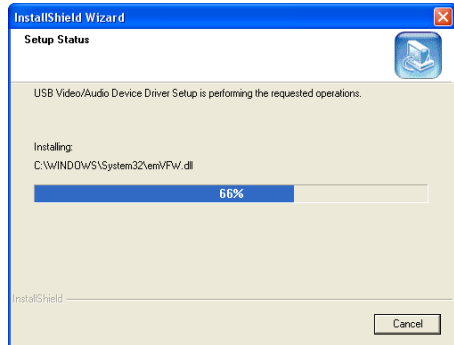 InstallShield Wizard
Setup Status
USB Video/Audio Device Driver Setup is performing the requested operations.
Installing:
C:\WINDOWS\System32\emVFW.dll
66%
InstallShield
Cancel